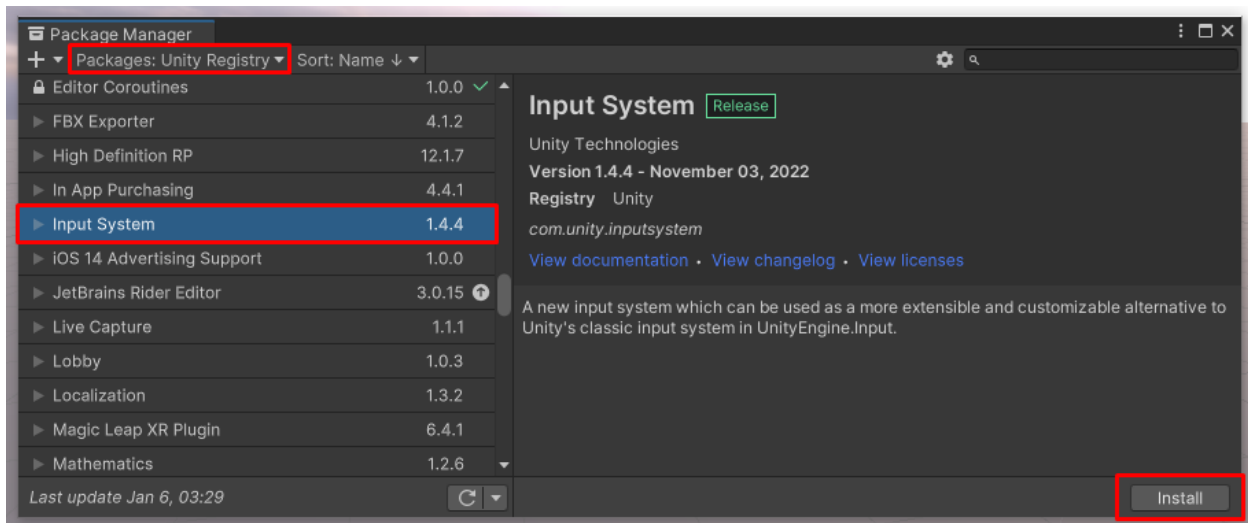 Package Manager
Packages: Unity Registry Sort: Name ↓
Editor Coroutines 1.0.0
FBX Exporter 4.1.2
High Definition RP 12.1.7
In App Purchasing 4.4.1
Input System 1.4.4
iOS 14 Advertising Support 1.0.0
JetBrains Rider Editor 3.0.15
Live Capture 1.1.1
Lobby 1.0.3
Localization 1.3.2
Magic Leap XR Plugin 6.4.1
Mathematics 1.2.6
Last update Jan 6, 03:29
Input System Release
Unity Technologies
Version 1.4.4 - November 03, 2022
Registry Unity
com.unity.inputsystem
View documentation • View changelog • View licenses
A new input system which can be used as a more extensible and customizable alternative to
Unity's classic input system in UnityEngine.Input.
Install